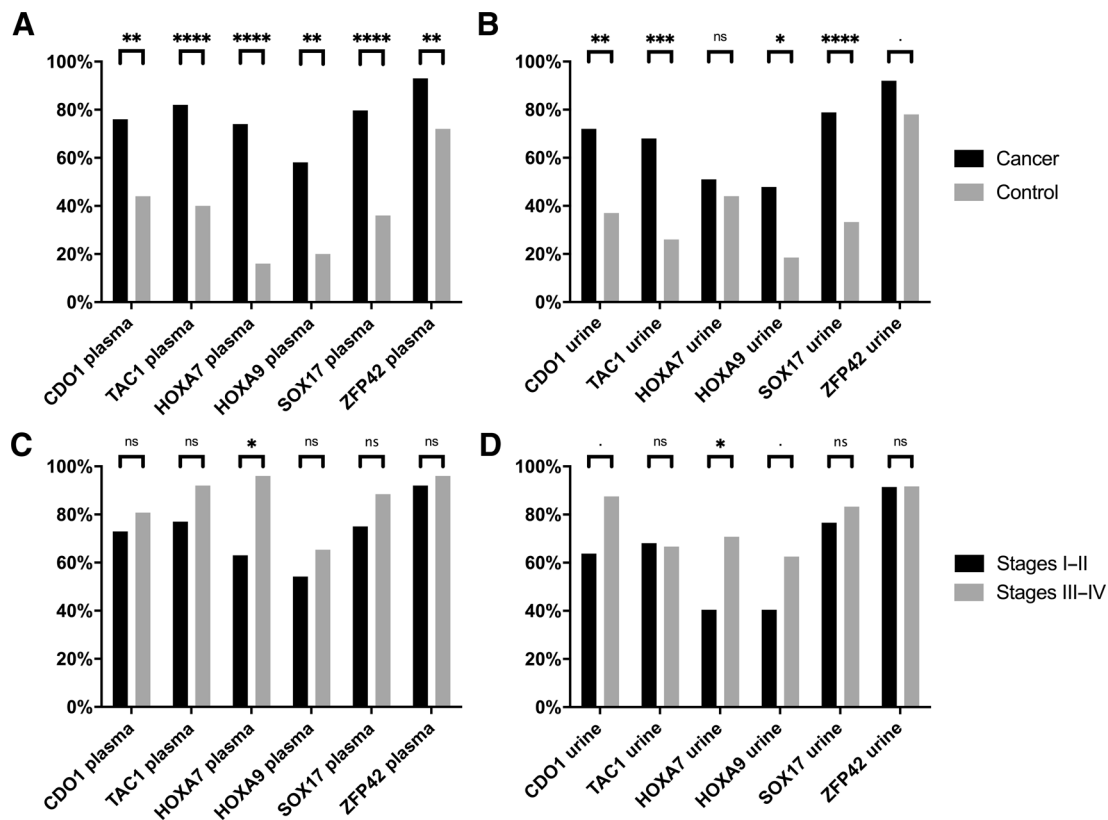 A
** **** **** ** **** **
100%
80%
60%
40%
20%
0%
CDO1 plasma
TAC1 plasma
HOXA7 plasma
HOXA9 plasma
SOX17 plasma
ZFP42 plasma
B
** *** ns * **** .
100%
80%
60%
40%
20%
0%
CDO1 urine
TAC1 urine
HOXA7 urine
HOXA9 urine
SOX17 urine
ZFP42 urine
Cancer
Control
C
ns ns * ns ns ns
100%
80%
60%
40%
20%
0%
CDO1 plasma
TAC1 plasma
HOXA7 plasma
HOXA9 plasma
SOX17 plasma
ZFP42 plasma
D
. ns * . ns ns
100%
80%
60%
40%
20%
0%
CDO1 urine
TAC1 urine
HOXA7 urine
HOXA9 urine
SOX17 urine
ZFP42 urine
Stages I–II
Stages III–IV